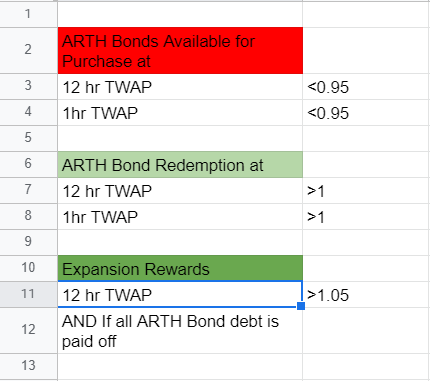 1
2 ARTH Bonds Available for
Purchase at
3 12 hr TWAP <0.95
4 1hr TWAP <0.95
5
6 ARTH Bond Redemption at
7 12 hr TWAP >1
8 1hr TWAP >1
9
10 Expansion Rewards
11 12 hr TWAP >1.05
12 AND If all ARTH Bond debt is
paid off
13